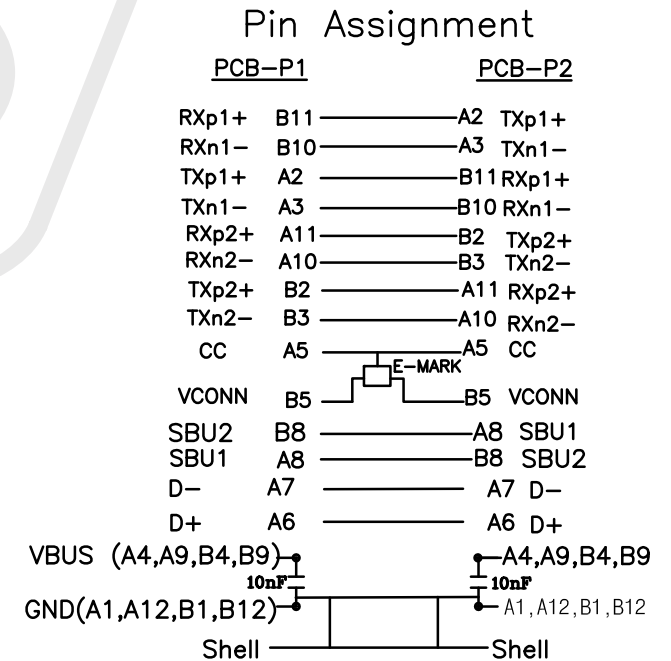 Pin Assignment
PCB-P1 PCB-P2
RXp1+ B11 A2 TXp1+
RXn1- B10 A3 TXn1-
TXp1+ A2 B11 RXp1+
TXn1- A3 B10 RXn1-
RXp2+ A11 B2 TXp2+
RXn2- A10 B3 TXn2-
TXp2+ B2 A11 RXp2+
TXn2- B3 A10 RXn2-
CC A5 A5 CC
E-MARK
VCONN B5 B5 VCONN
SBU2 B8 A8 SBU1
SBU1 A8 B8 SBU2
D- A7 A7 D-
D+ A6 A6 D+
VBUS (A4,A9,B4,B9) A4,A9,B4,B9
10nF 10nF
GND(A1,A12,B1,B12) A1,A12,B1,B12
Shell Shell